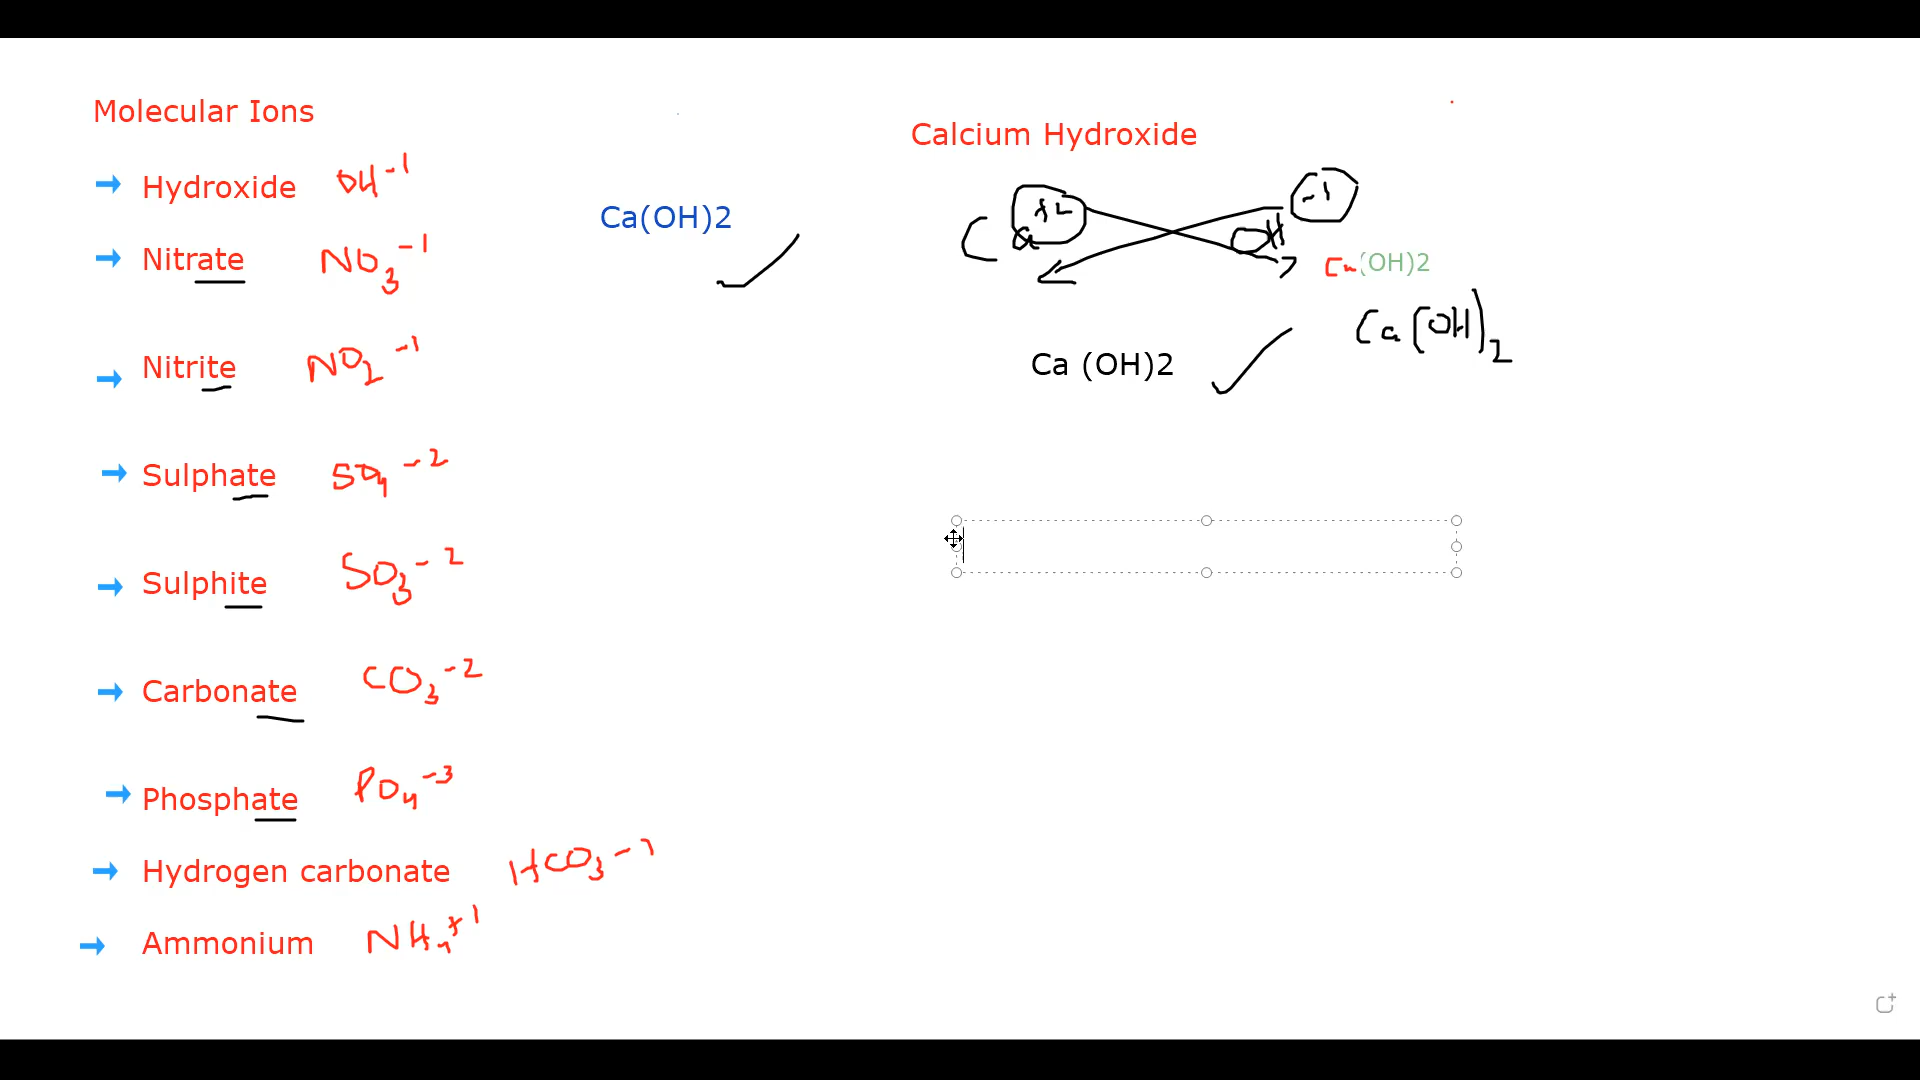 Molecular Ions
Hydroxide OH⁻¹
Nitrate NO₃⁻¹
Nitrite NO₂⁻¹
Sulphate SO₄⁻²
Sulphite SO₃⁻²
Carbonate CO₃⁻²
Phosphate PO₄⁻³
Hydrogen carbonate HCO₃⁻¹
Ammonium NH₄⁺¹
Ca(OH)2
Calcium Hydroxide
Ca⁺² OH⁻¹
Ca(OH)2
Ca(OH)₂
Ca (OH)2